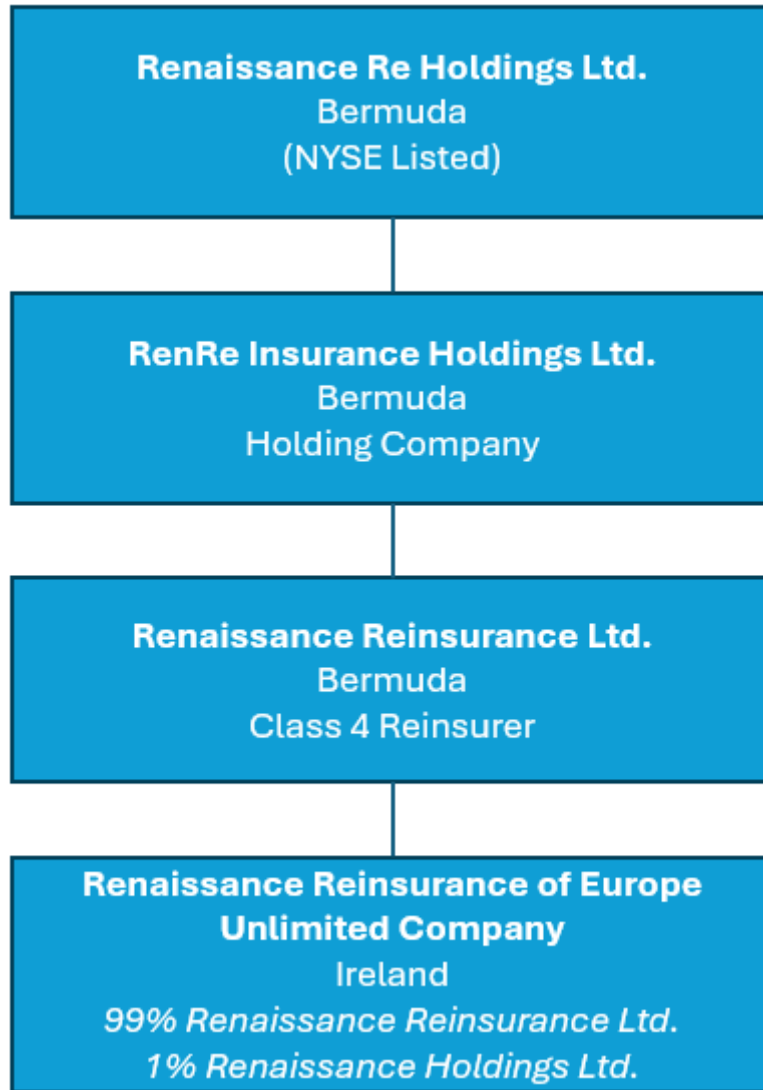 Renaissance Re Holdings Ltd.
Bermuda
(NYSE Listed)
RenRe Insurance Holdings Ltd.
Bermuda
Holding Company
Renaissance Reinsurance Ltd.
Bermuda
Class 4 Reinsurer
Renaissance Reinsurance of Europe
Unlimited Company
Ireland
99% Renaissance Reinsurance Ltd.
1% Renaissance Holdings Ltd.